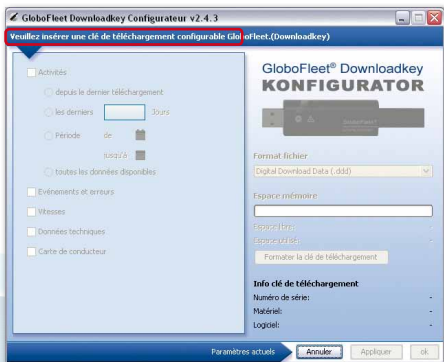 GloboFleet Downloadkey Configurateur v2.4.3
Veuillez insérer une clé de téléchargement configurable GloboFleet.(Downloadkey)
Activités
depuis le dernier téléchargement
les derniers Jours
Période de
jusqu'à
toutes les données disponibles
Evénements et erreurs
Vitesses
Données techniques
Carte de conducteur
GloboFleet® Downloadkey
KONFIGURATOR
Format fichier
Digital Download Data (.ddd)
Espace mémoire
Espace libre: -
Espace utilisé: -
Formater la clé de téléchargement
Info clé de téléchargement
Numéro de série: -
Matériel: -
Logiciel: -
Paramètres actuels Annuler Appliquer ok